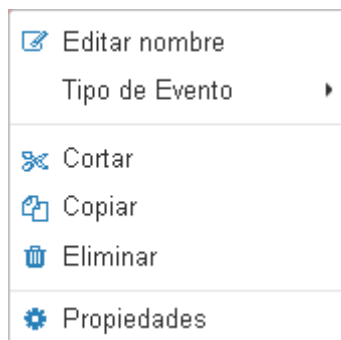 Editar nombre
Tipo de Evento
Cortar
Copiar
Eliminar
Propiedades